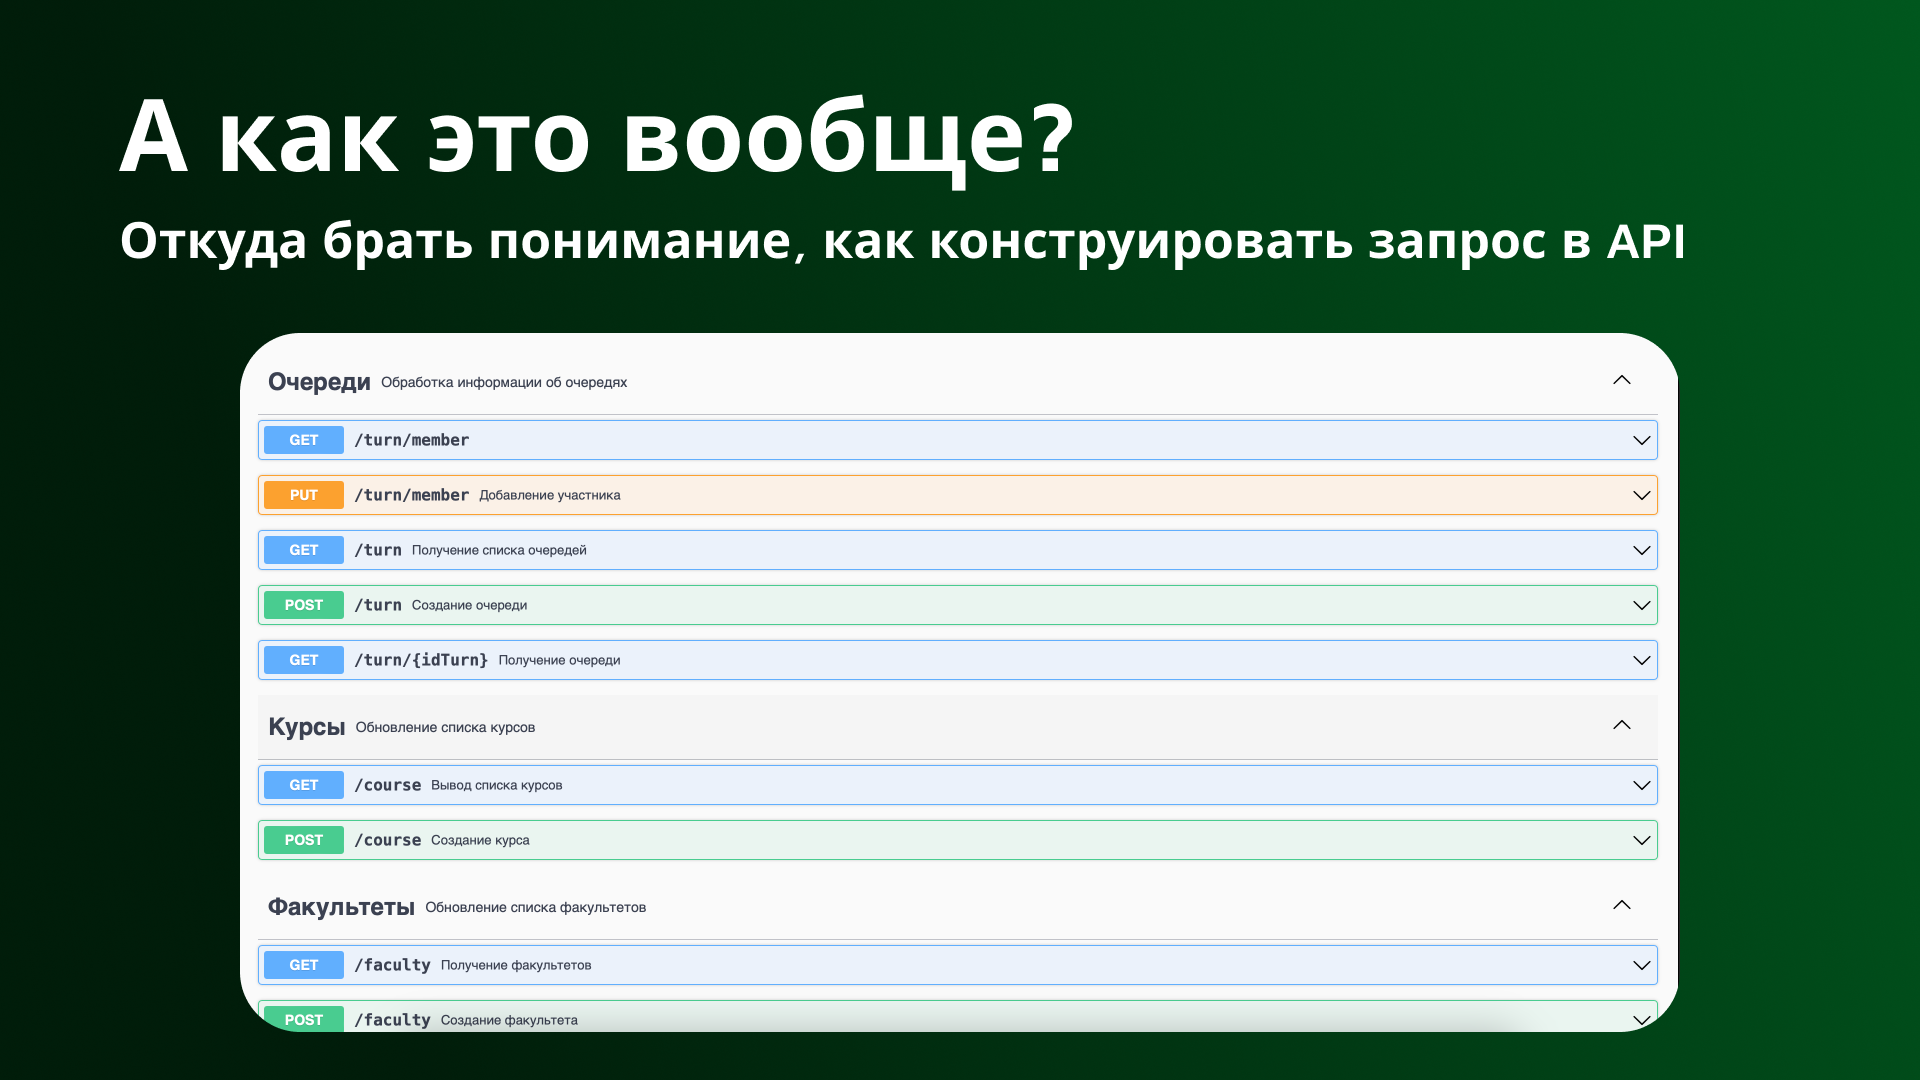 А как это вообще?
Откуда брать понимание, как конструировать запрос в API
Очереди Обработка информации об очередях
GET /turn/member
PUT /turn/member Добавление участника
GET /turn Получение списка очередей
POST /turn Создание очереди
GET /turn/{idTurn} Получение очереди
Курсы Обновление списка курсов
GET /course Вывод списка курсов
POST /course Создание курса
Факультеты Обновление списка факультетов
GET /faculty Получение факультетов
POST /faculty Создание факультета